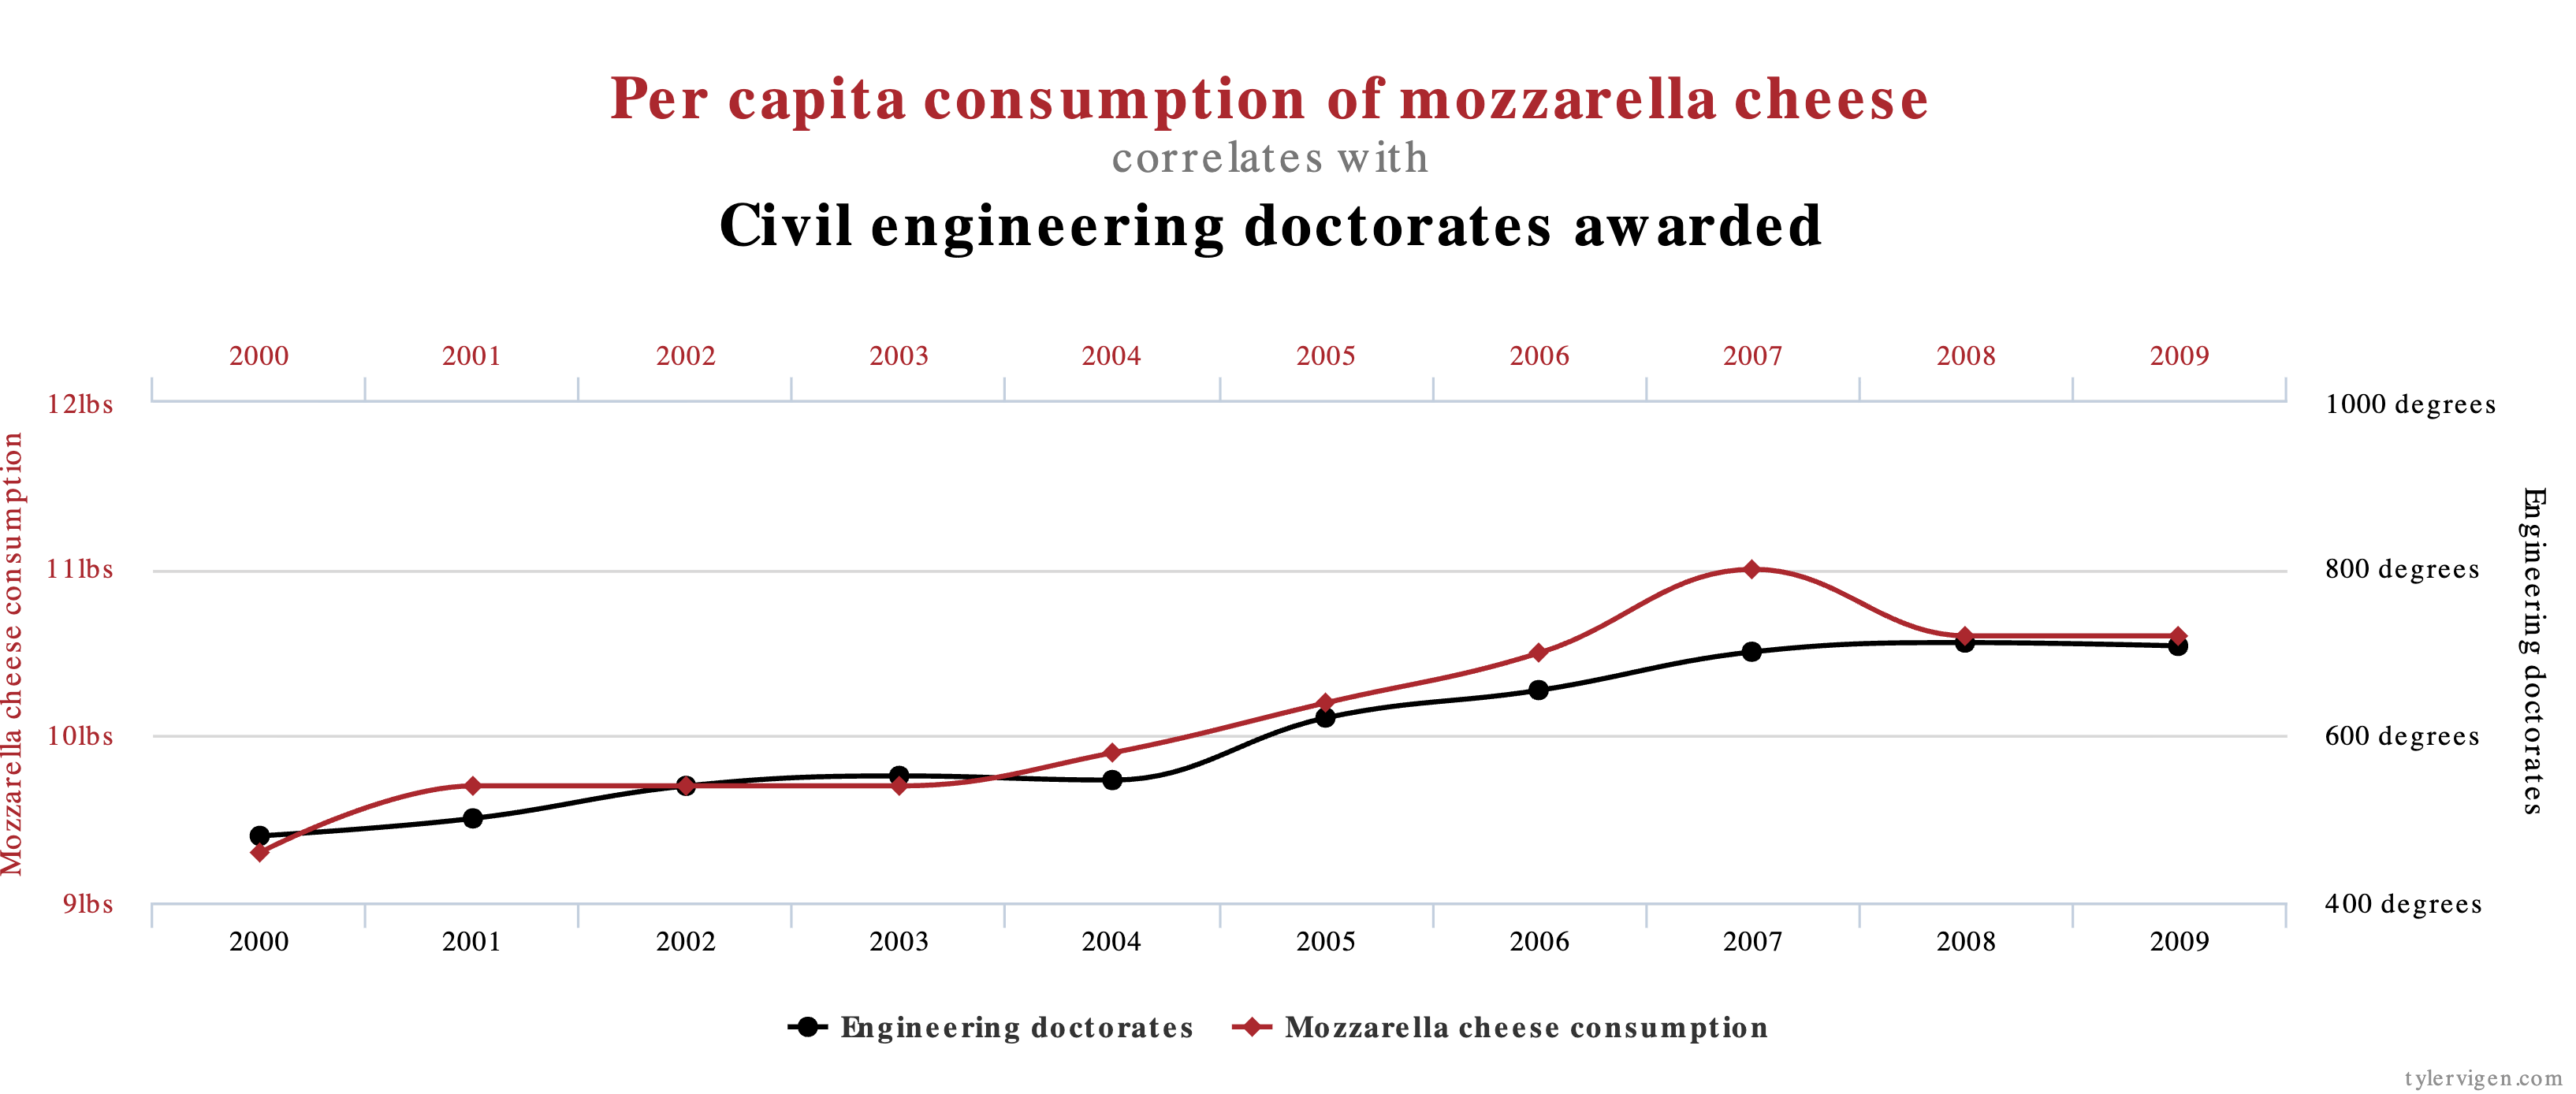 Per capita consumption of mozzarella cheese
correlates with
Civil engineering doctorates awarded
2000 2001 2002 2003 2004 2005 2006 2007 2008 2009
12lbs
11lbs
10lbs
9lbs
Mozzarella cheese consumption
1000 degrees
800 degrees
600 degrees
400 degrees
Engineering doctorates
2000 2001 2002 2003 2004 2005 2006 2007 2008 2009
Engineering doctorates Mozzarella cheese consumption
tylervigen.com